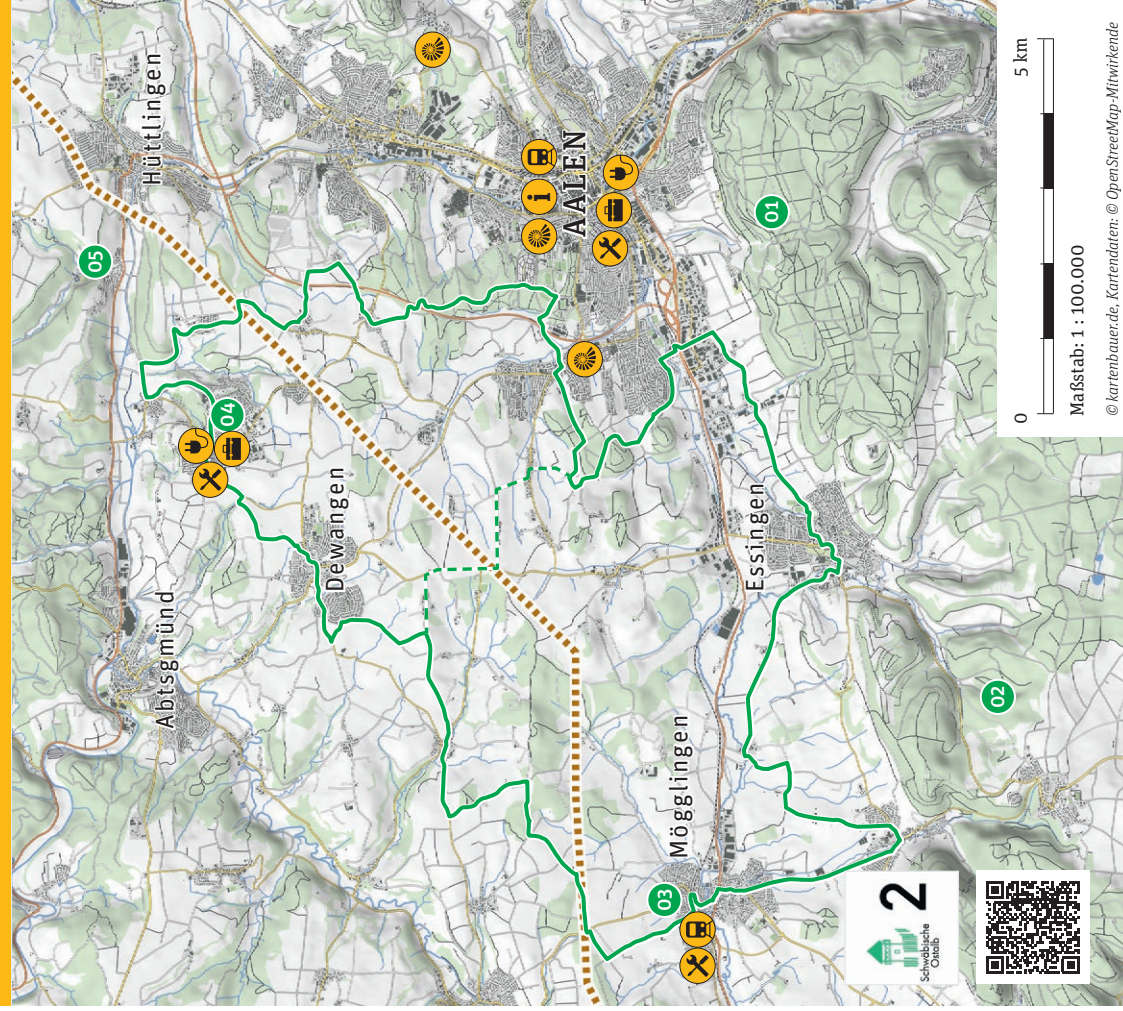 Hüttlingen
05
04
Abtsgmünd
Dewangen
i
AALEN
01
Essingen
Mögglingen
03
02
Schwäbische
Ostalb
2
0
5 km
Maßstab: 1 : 100.000
© kartenbauer.de, Kartendaten: © OpenStreetMap-Mitwirkende